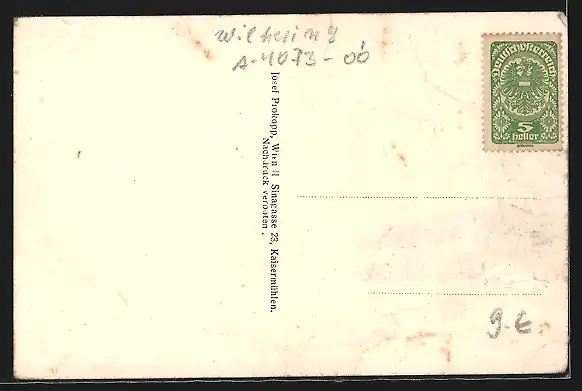 Wilhering
A-4073-OÖ
Deutschösterreich
5
Heller
Josef Prokopp, Wien II Sinagasse 23, Kaisermühlen.
Nachdruck verboten.
9.-€